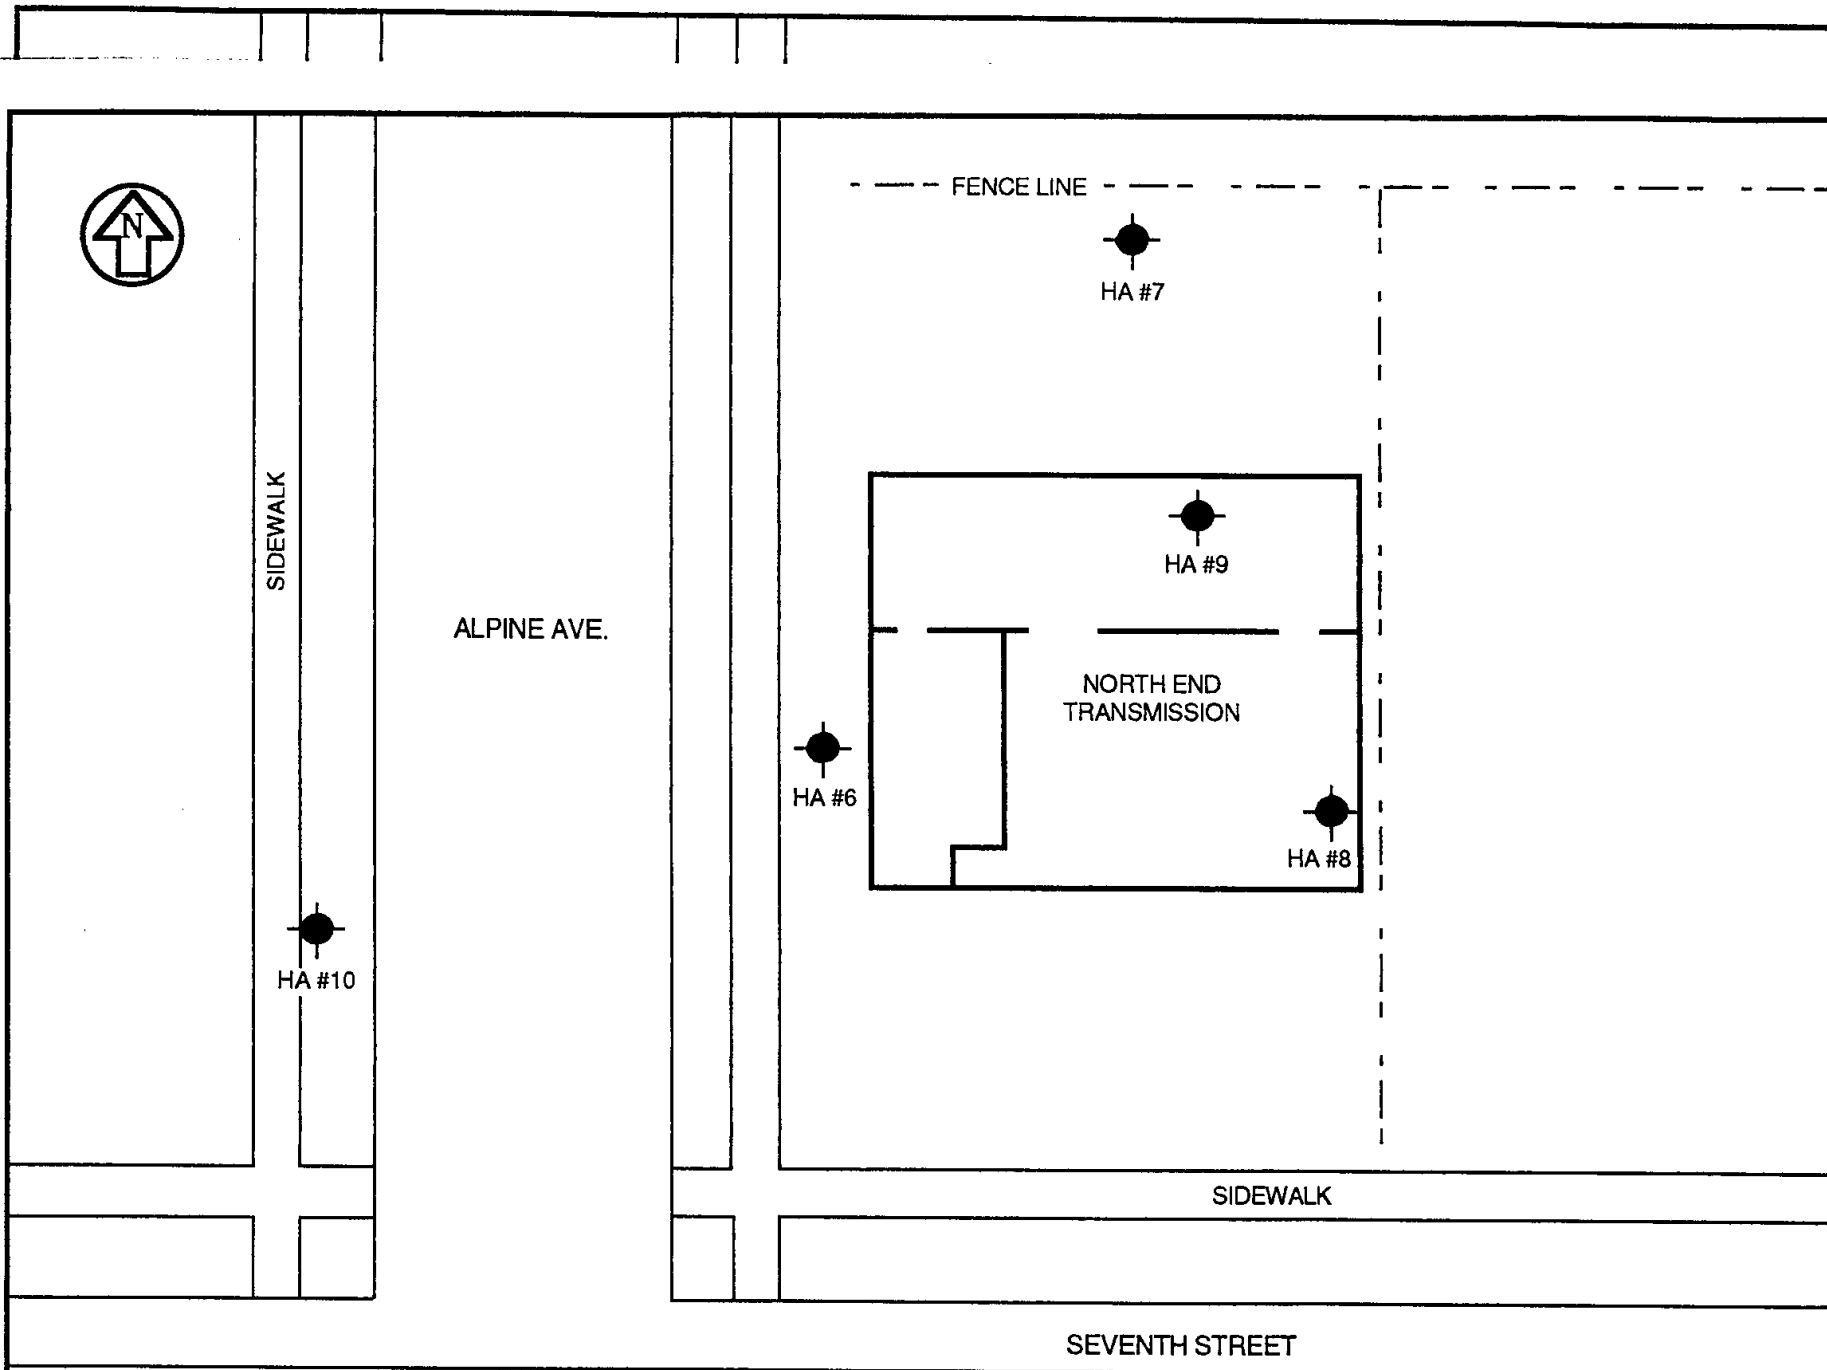 FENCE LINE
N
HA #7
SIDEWALK
HA #9
ALPINE AVE.
NORTH END
TRANSMISSION
HA #6
HA #8
HA #10
SIDEWALK
SEVENTH STREET